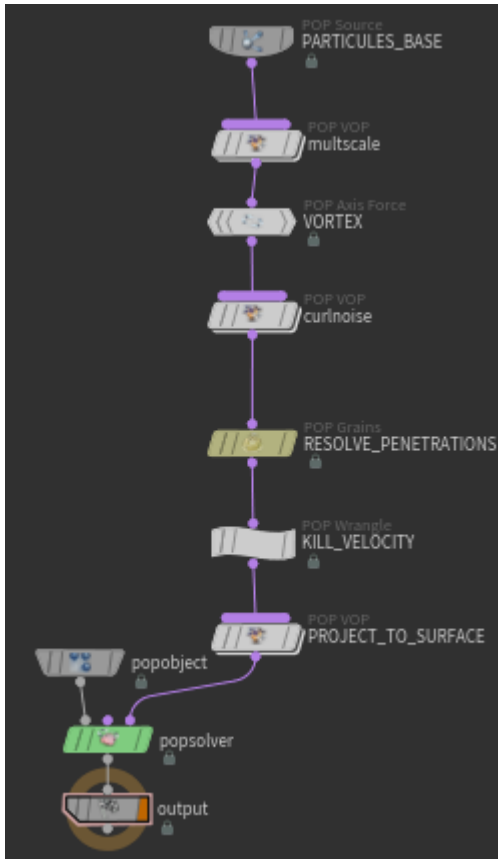 POP Source
PARTICULES_BASE
POP VOP
multscale
POP Axis Force
VORTEX
POP VOP
curlnoise
POP Grains
RESOLVE_PENETRATIONS
POP Wrangle
KILL_VELOCITY
POP VOP
PROJECT_TO_SURFACE
popobject
popsolver
output